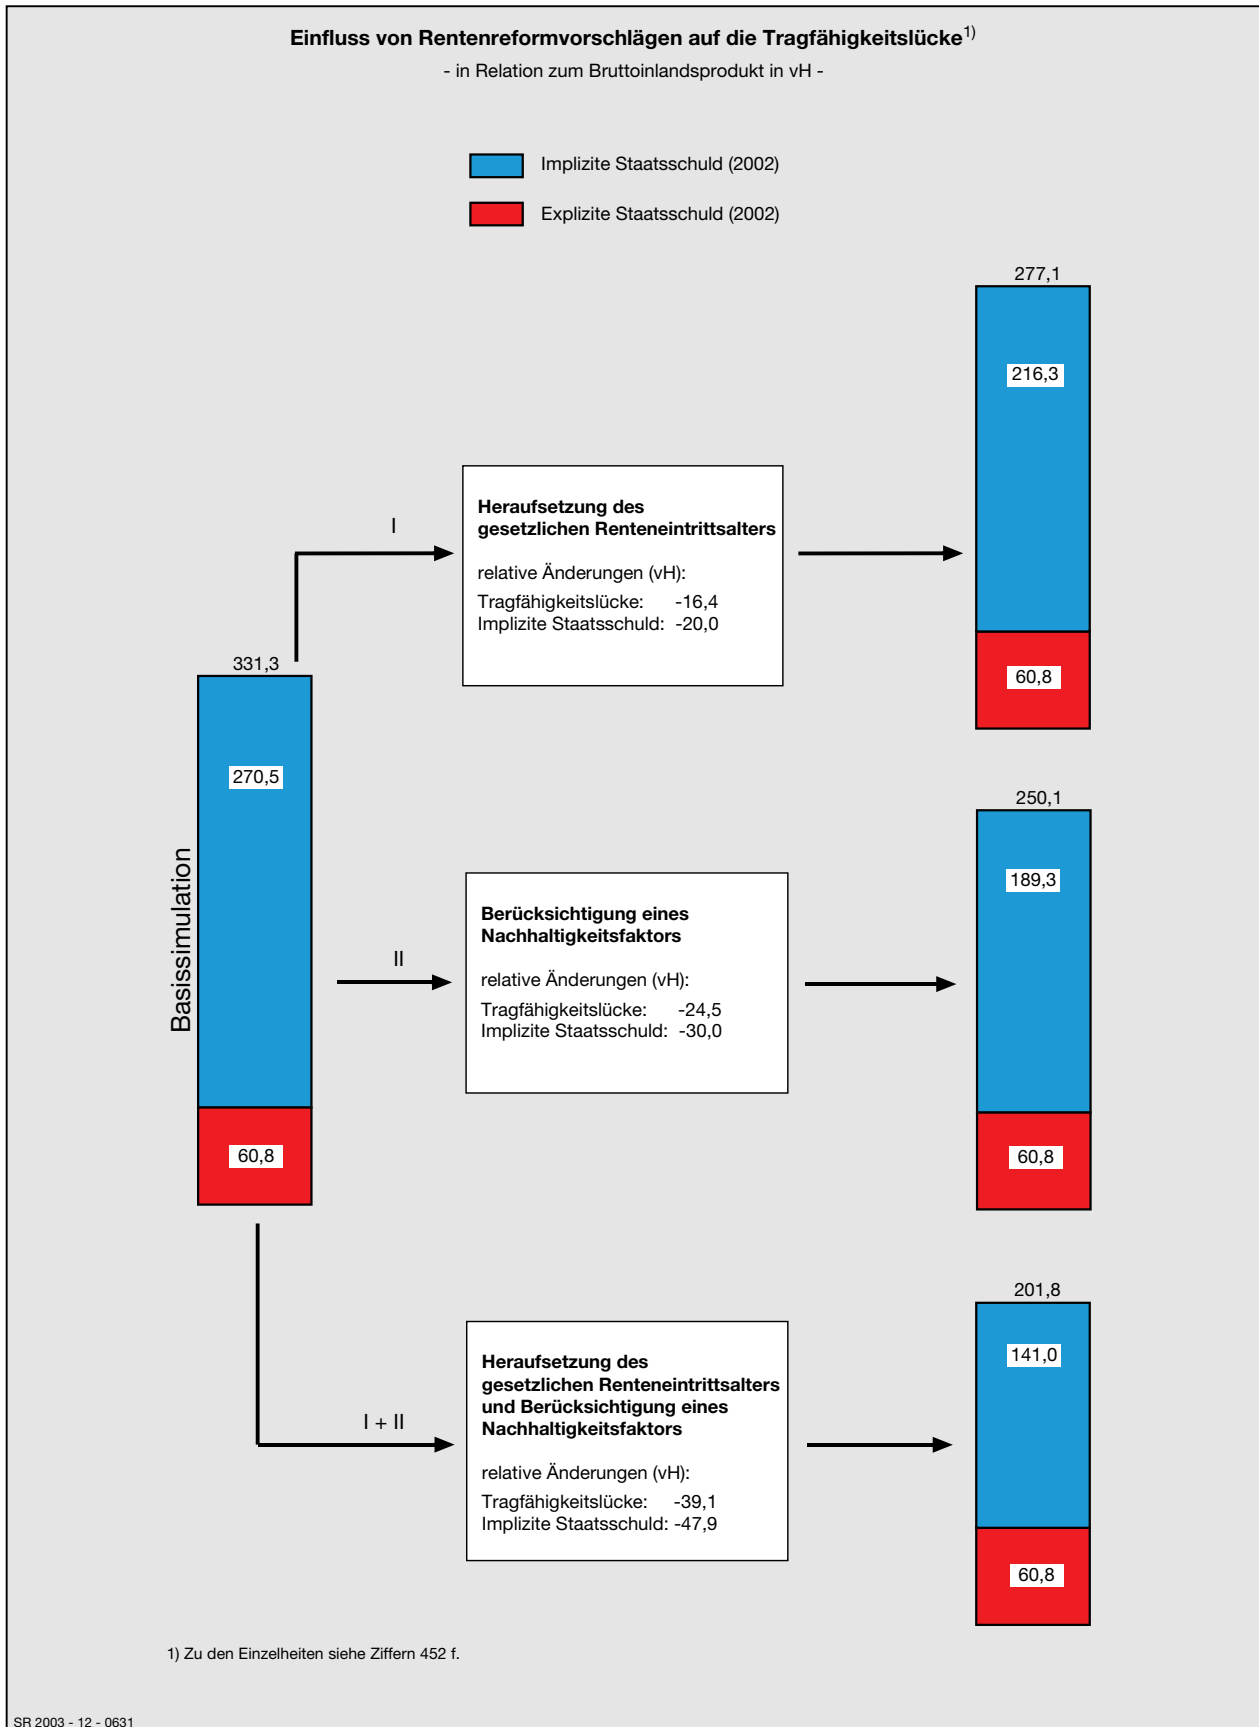 Einfluss von Rentenreformvorschlägen auf die Tragfähigkeitslücke1)
- in Relation zum Bruttoinlandsprodukt in vH -
Implizite Staatsschuld (2002)
Explizite Staatsschuld (2002)
Basissimulation
331,3
270,5
60,8
I
Heraufsetzung des
gesetzlichen Renteneintrittsalters
relative Änderungen (vH):
Tragfähigkeitslücke: -16,4
Implizite Staatsschuld: -20,0
277,1
216,3
60,8
II
Berücksichtigung eines
Nachhaltigkeitsfaktors
relative Änderungen (vH):
Tragfähigkeitslücke: -24,5
Implizite Staatsschuld: -30,0
250,1
189,3
60,8
I + II
Heraufsetzung des
gesetzlichen Renteneintrittsalters
und Berücksichtigung eines
Nachhaltigkeitsfaktors
relative Änderungen (vH):
Tragfähigkeitslücke: -39,1
Implizite Staatsschuld: -47,9
201,8
141,0
60,8
1) Zu den Einzelheiten siehe Ziffern 452 f.
SR 2003 - 12 - 0631